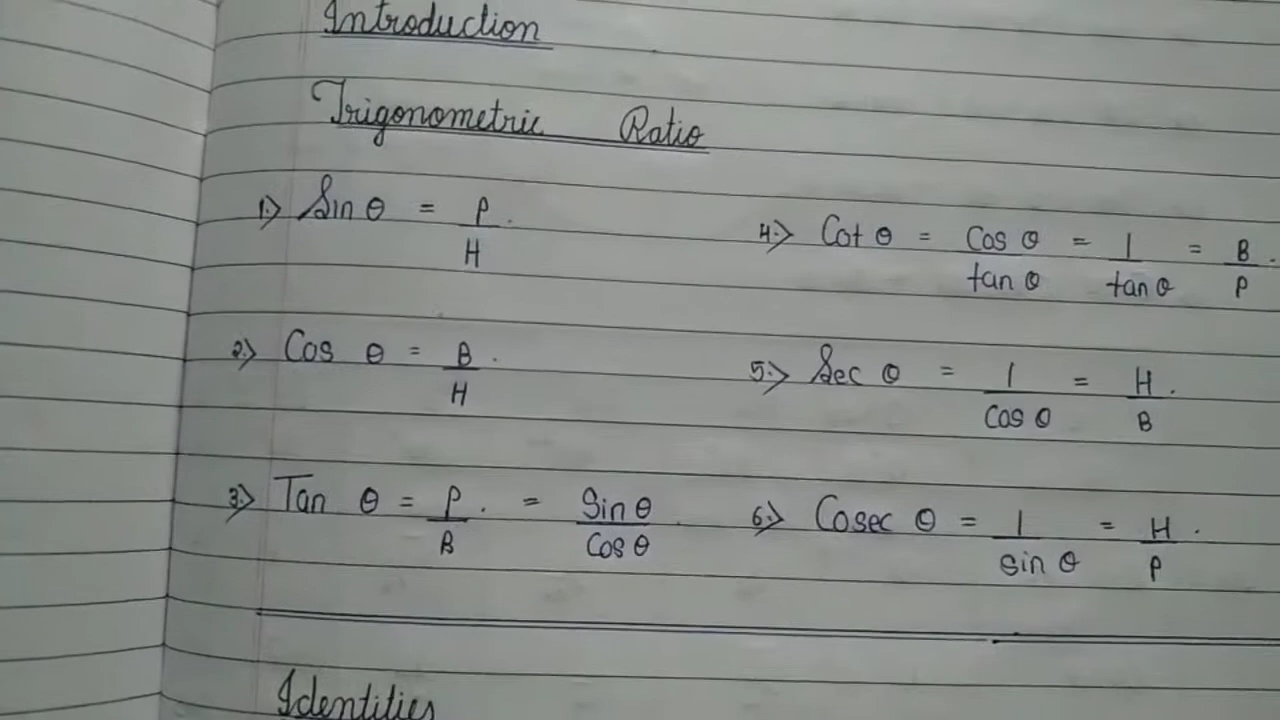 Introduction
Trigonometric Ratio
1.> Sin θ = P/H.
2.> Cos θ = B/H.
3.> Tan θ = P/B. = Sin θ/Cos θ.
4.> Cot θ = Cos θ/tan θ = 1/tan θ = B/P.
5.> Sec θ = 1/Cos θ = H/B.
6.> Cosec θ = 1/sin θ = H/P.
Identities